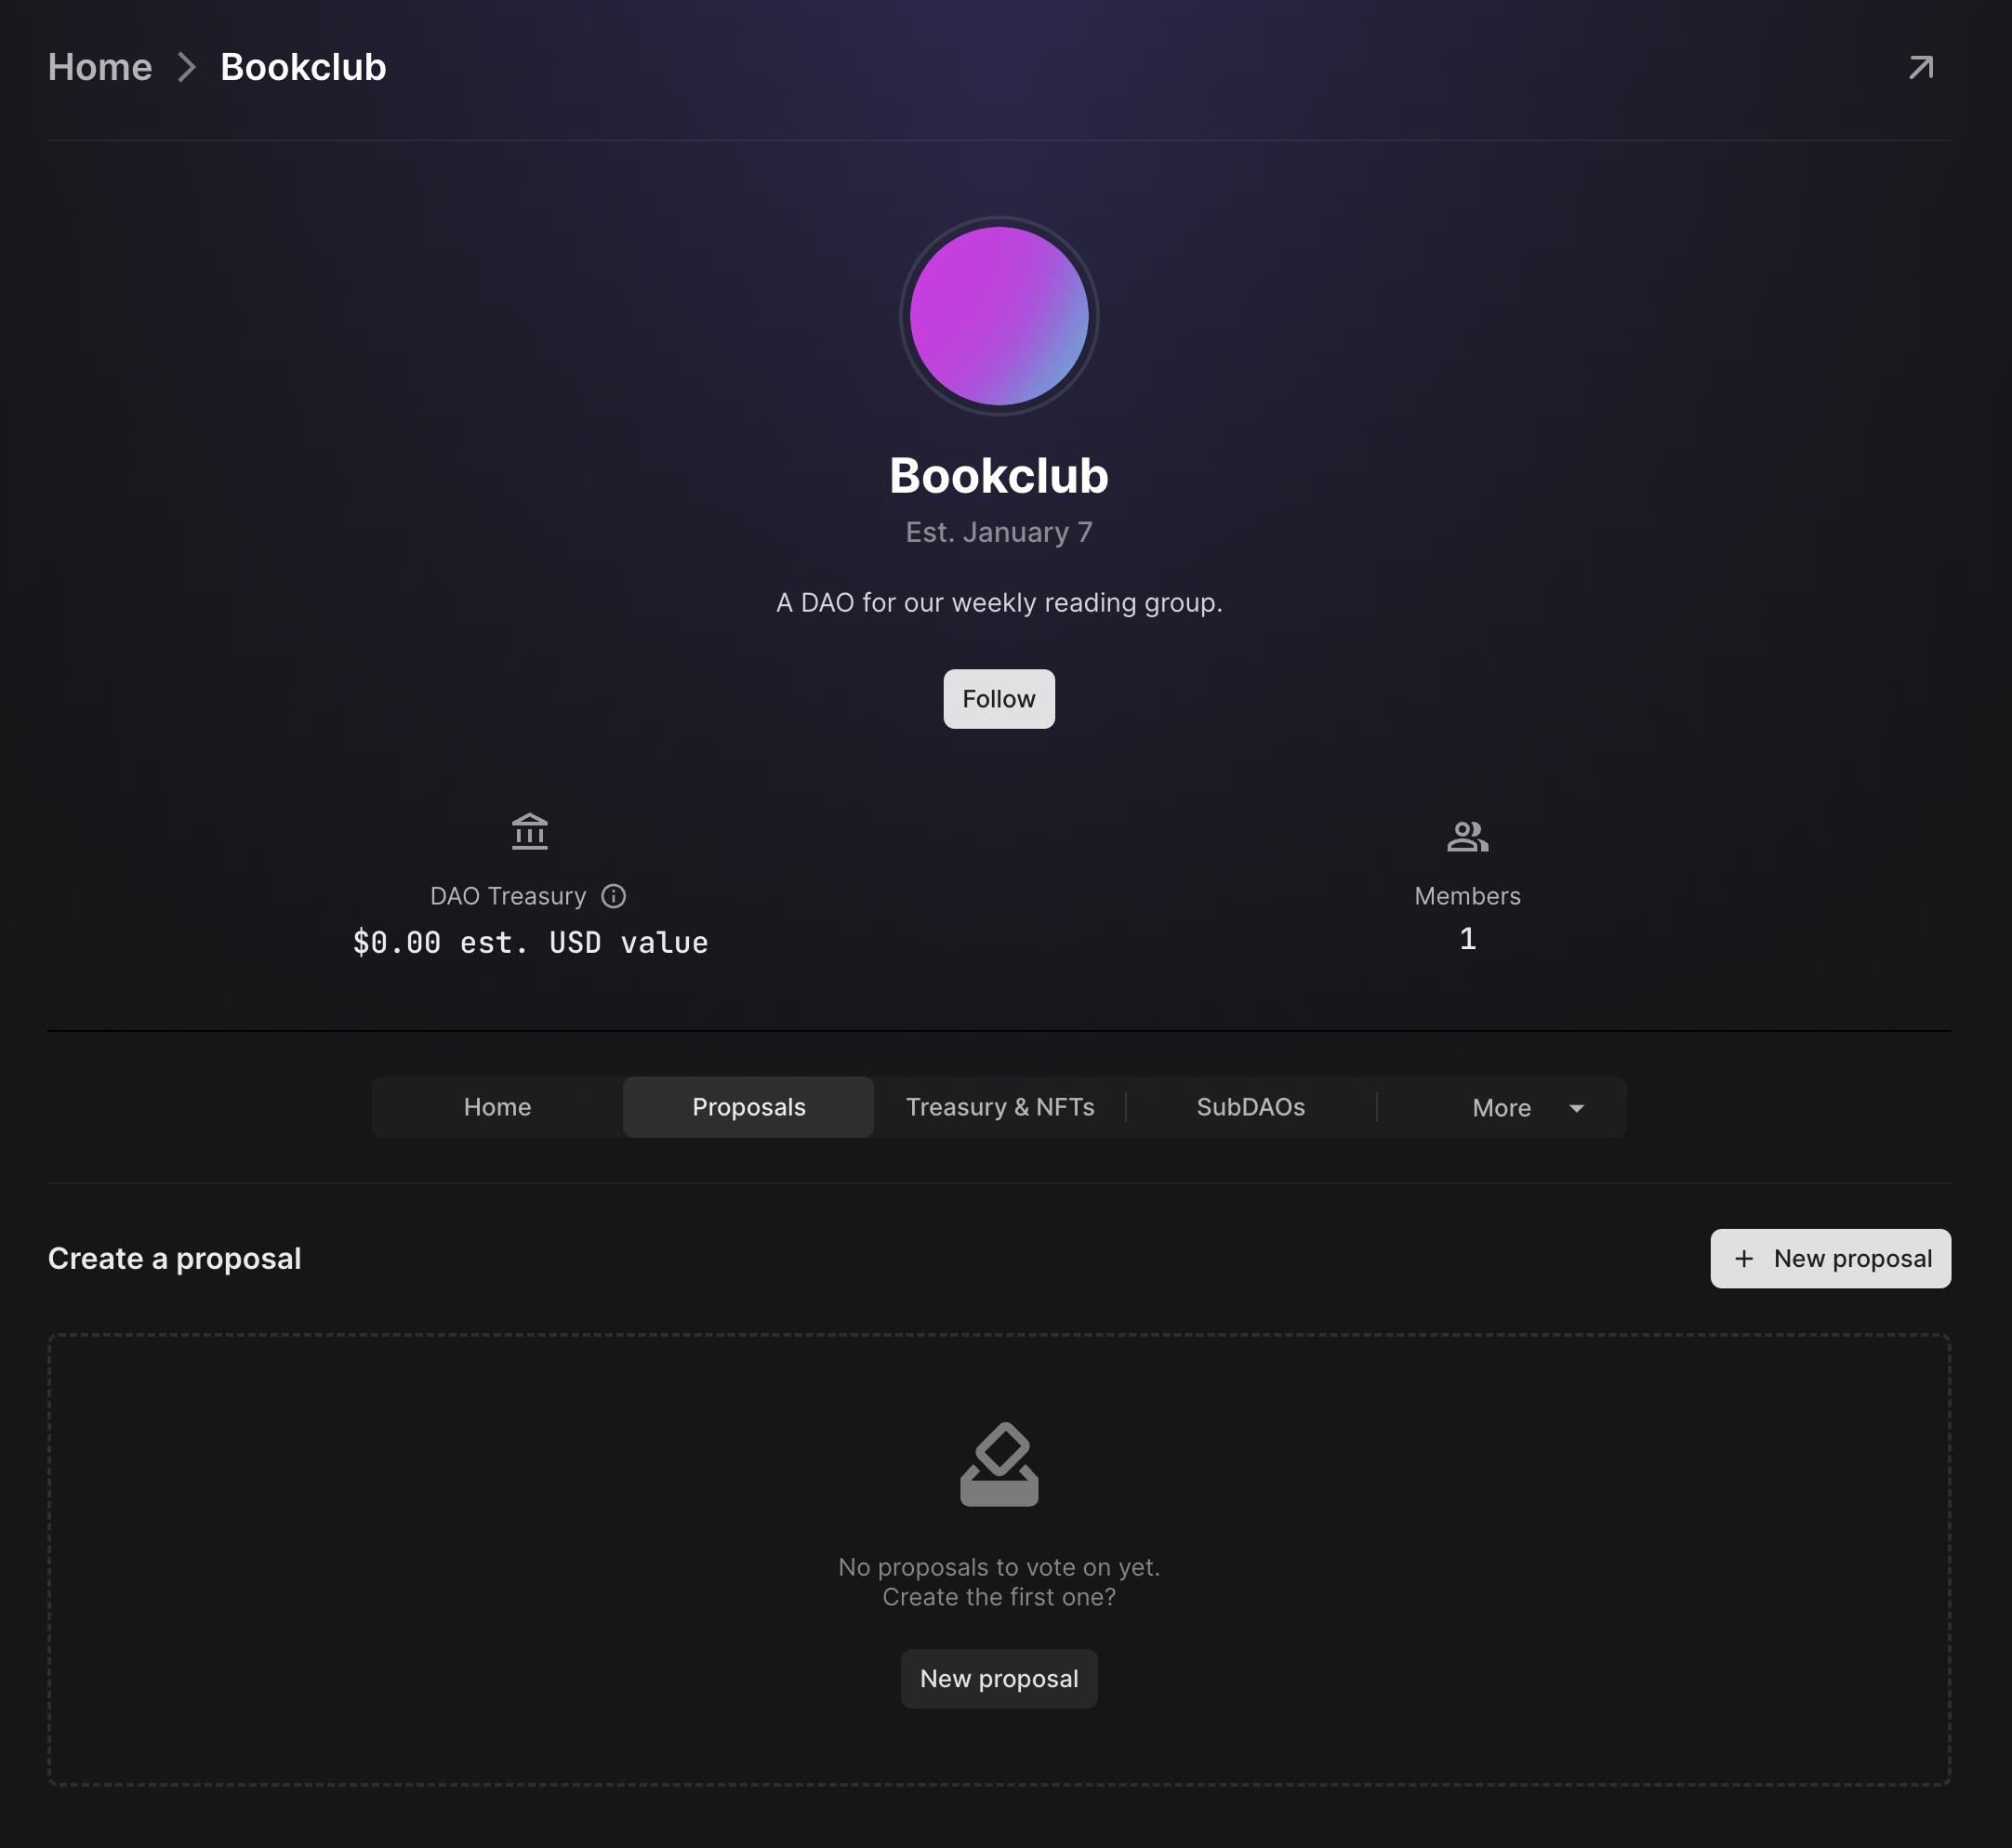 Home > Bookclub
Bookclub
Est. January 7
A DAO for our weekly reading group.
Follow
DAO Treasury
$0.00 est. USD value
Members
1
Home
Proposals
Treasury & NFTs
SubDAOs
More
Create a proposal
+ New proposal
No proposals to vote on yet.
Create the first one?
New proposal